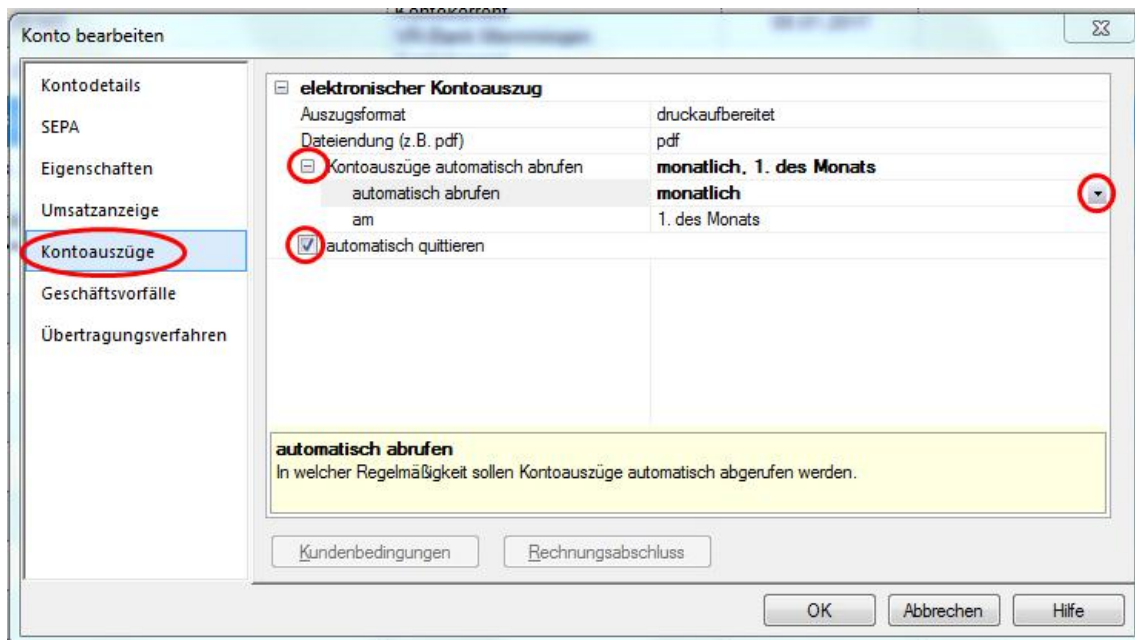 Kontokorrent
Konto bearbeiten
Kontodetails
SEPA
Eigenschaften
Umsatzanzeige
Kontoauszüge
Geschäftsvorfälle
Übertragungsverfahren
elektronischer Kontoauszug
Auszugsformat druckaufbereitet
Dateiendung (z.B. pdf) pdf
Kontoauszüge automatisch abrufen monatlich, 1. des Monats
automatisch abrufen monatlich
am 1. des Monats
automatisch quittieren
automatisch abrufen
In welcher Regelmäßigkeit sollen Kontoauszüge automatisch abgerufen werden.
Kundenbedingungen Rechnungsabschluss
OK Abbrechen Hilfe